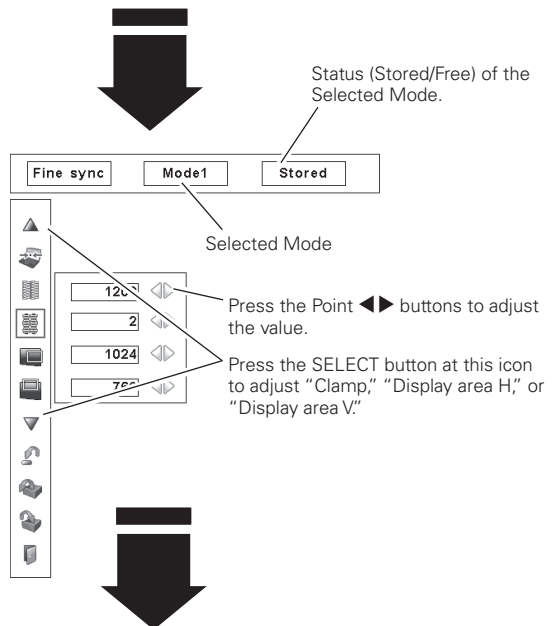 Status (Stored/Free) of the
Selected Mode.
Fine sync
Mode1
Stored
Selected Mode
2
1024
Press the Point ◀▶ buttons to adjust
the value.
Press the SELECT button at this icon
to adjust “Clamp,” “Display area H,” or
“Display area V.”